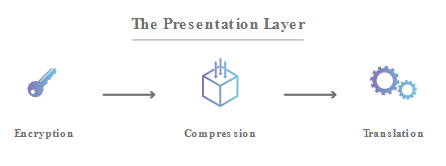 The Presentation Layer
Encryption
Compression
Translation